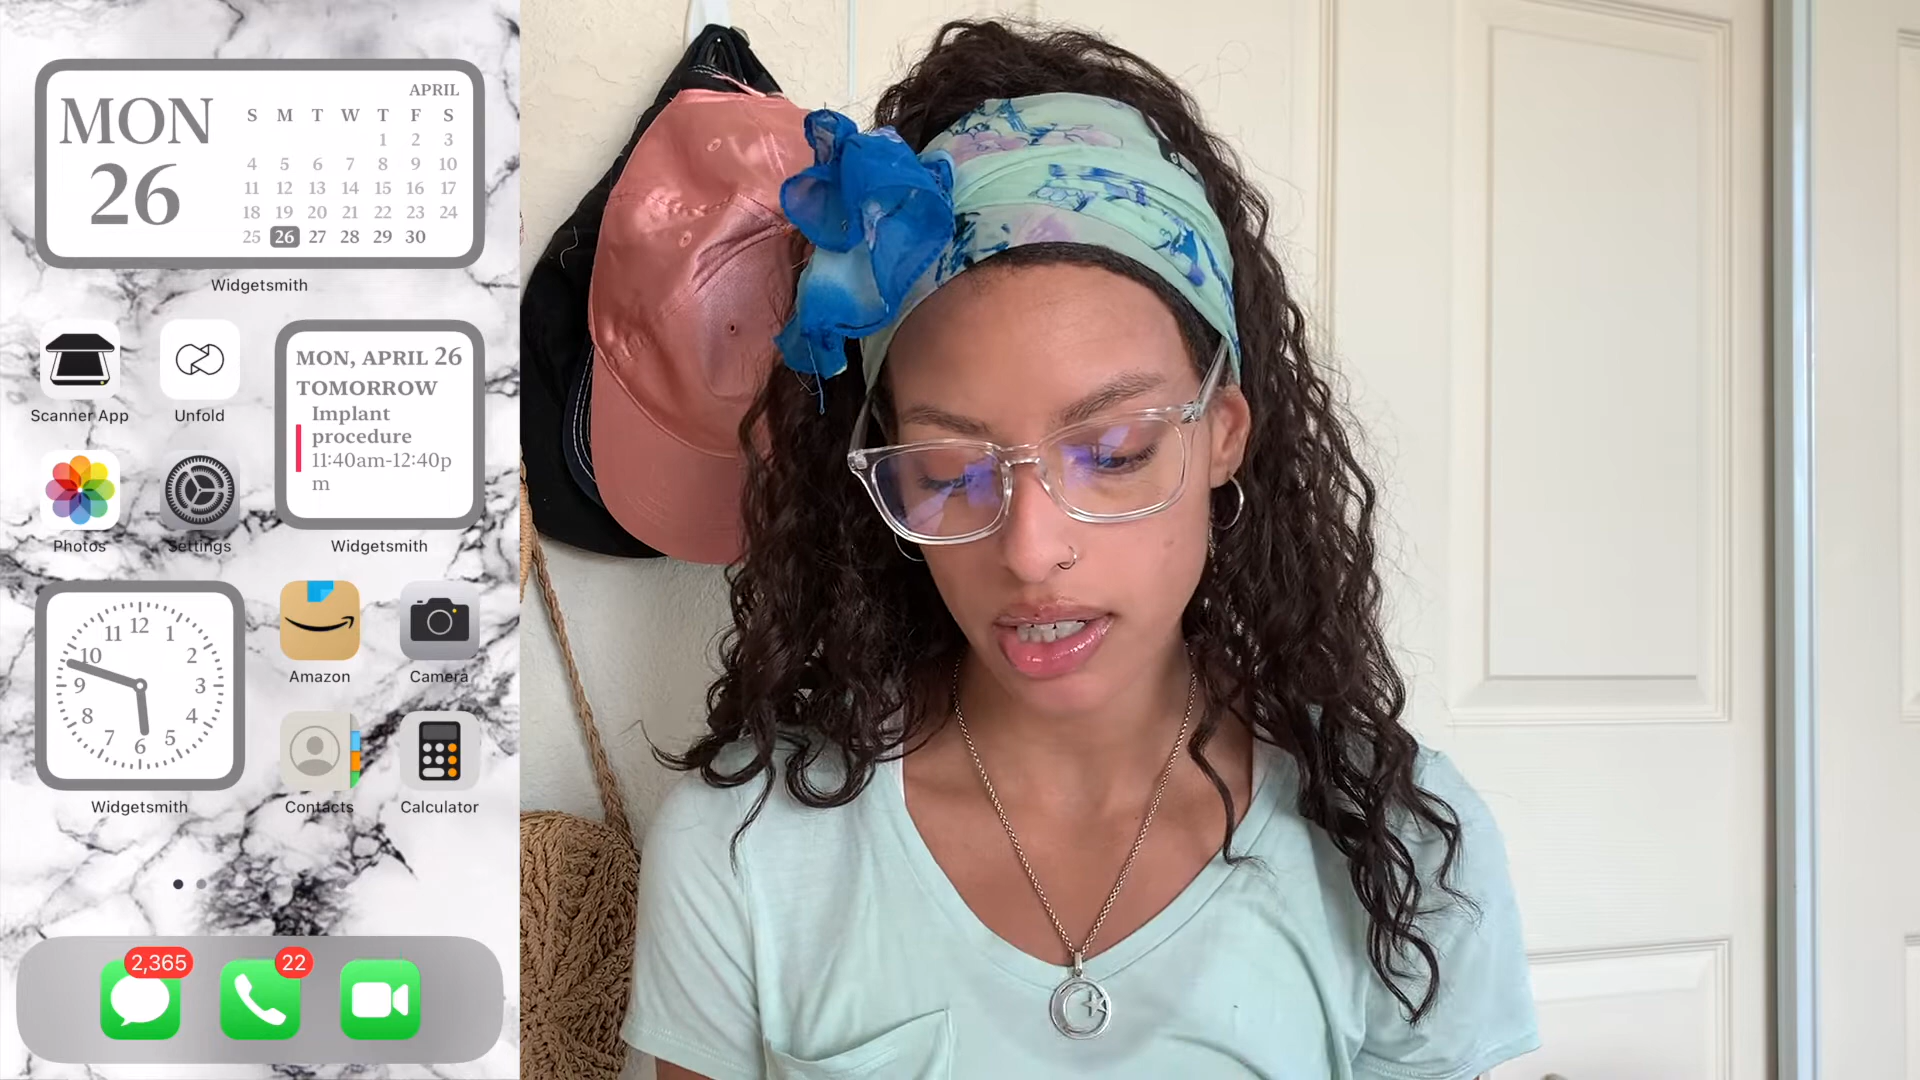 MON
26
APRIL
S M T W T F S
1 2 3
4 5 6 7 8 9 10
11 12 13 14 15 16 17
18 19 20 21 22 23 24
25 26 27 28 29 30
Widgetsmith
Scanner App
Unfold
MON, APRIL 26
TOMORROW
Implant
procedure
11:40am-12:40p
m
Photos
Settings
Widgetsmith
12
1
2
3
4
5
6
7
8
9
10
11
Widgetsmith
Amazon
Camera
Contacts
Calculator
2,365
22